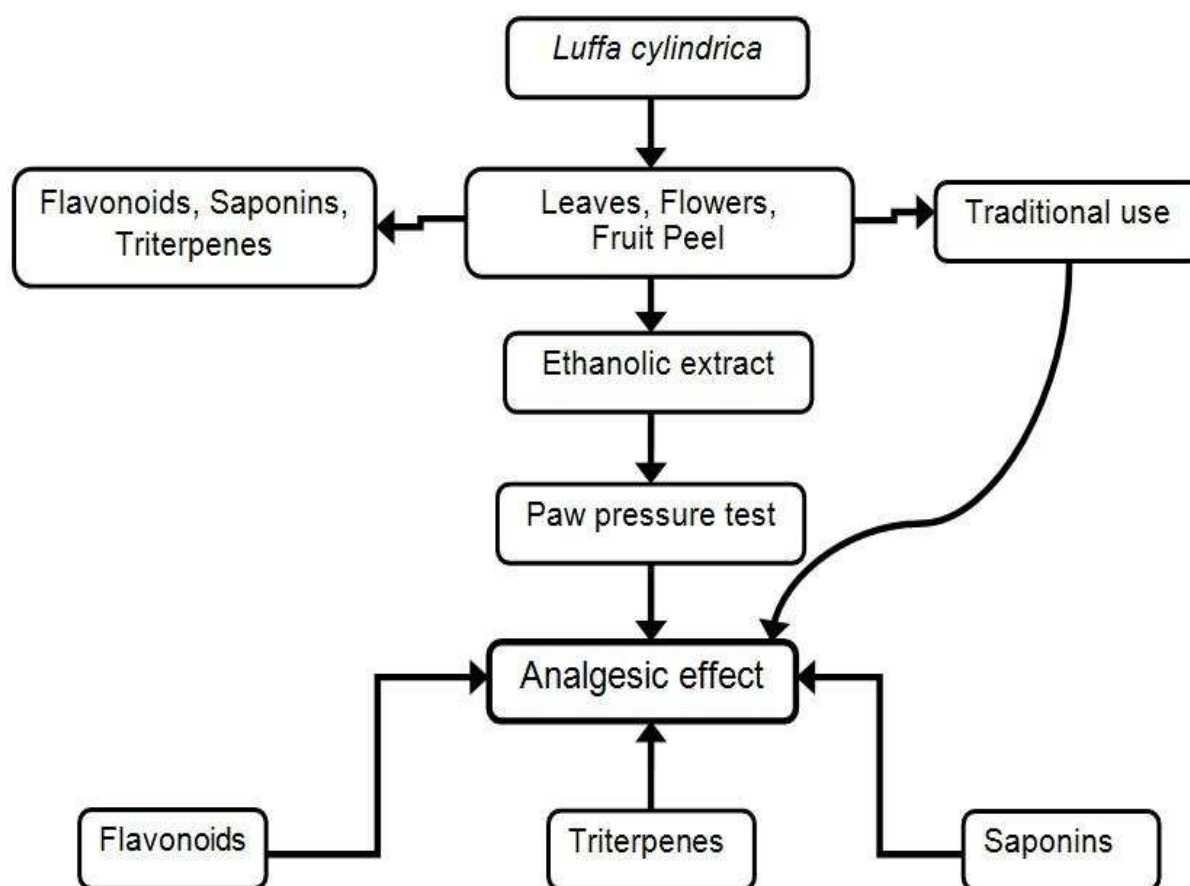 Luffa cylindrica
Flavonoids, Saponins,
Triterpenes
Leaves, Flowers,
Fruit Peel
Traditional use
Ethanolic extract
Paw pressure test
Analgesic effect
Flavonoids
Triterpenes
Saponins